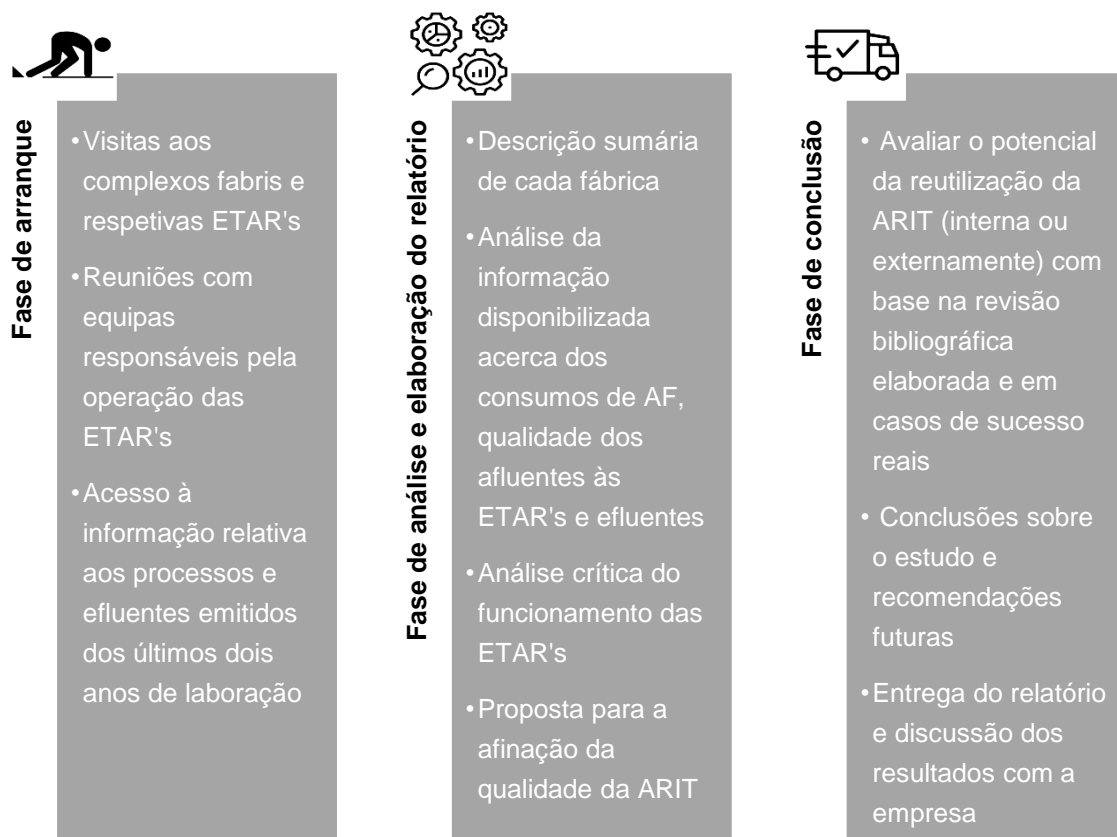 Fase de arranque
•Visitas aos
complexos fabris e
respetivas ETAR's
•Reuniões com
equipas
responsáveis pela
operação das
ETAR's
•Acesso à
informação relativa
aos processos e
efluentes emitidos
dos últimos dois
anos de laboração
Fase de análise e elaboração do relatório
•Descrição sumária
de cada fábrica
•Análise da
informação
disponibilizada
acerca dos
consumos de AF,
qualidade dos
afluentes às
ETAR's e efluentes
•Análise crítica do
funcionamento das
ETAR's
•Proposta para a
afinação da
qualidade da ARIT
Fase de conclusão
• Avaliar o potencial
da reutilização da
ARIT (interna ou
externamente) com
base na revisão
bibliográfica
elaborada e em
casos de sucesso
reais
• Conclusões sobre
o estudo e
recomendações
futuras
•Entrega do relatório
e discussão dos
resultados com a
empresa